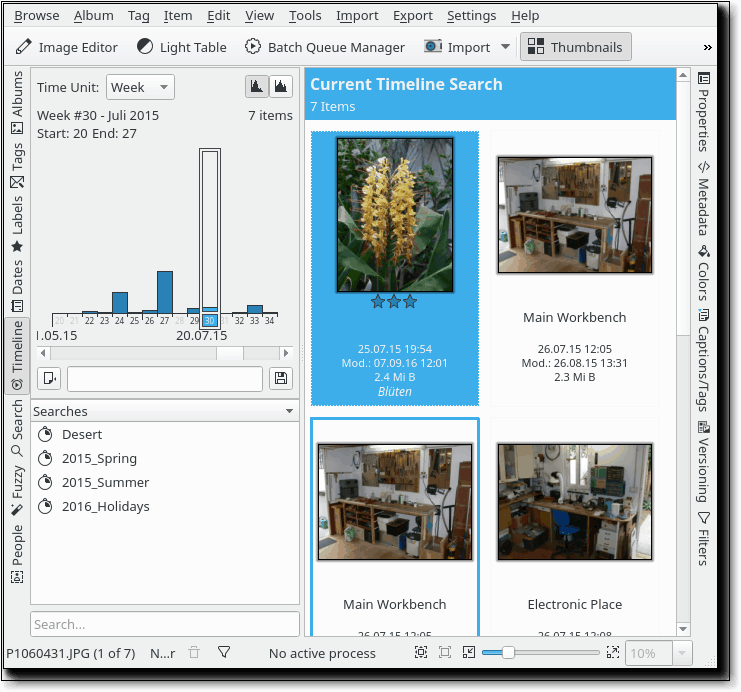 Browse Album Tag Item Edit View Tools Import Export Settings Help
Image Editor Light Table Batch Queue Manager Import Thumbnails »
Albums
Tags
Labels
Dates
Timeline
Search
Fuzzy
People
Time Unit: Week
Week #30 - Juli 2015 7 items
Start: 20 End: 27
20 21 22 23 24 25 26 27 28 29 30 31 32 33 34
1.05.15 20.07.15
Searches
Desert
2015_Spring
2015_Summer
2016_Holidays
Search...
Current Timeline Search
7 Items
25.07.15 19:54
Mod.: 07.09.16 12:01
2.4 Mi B
Blüten
Main Workbench
26.07.15 12:05
Mod.: 26.08.15 13:31
2.3 Mi B
Main Workbench
26.07.15 12:05
Electronic Place
26.07.15 12:08
Properties
Metadata
Colors
Captions/Tags
Versioning
Filters
P1060431.JPG (1 of 7) N...r No active process 10%